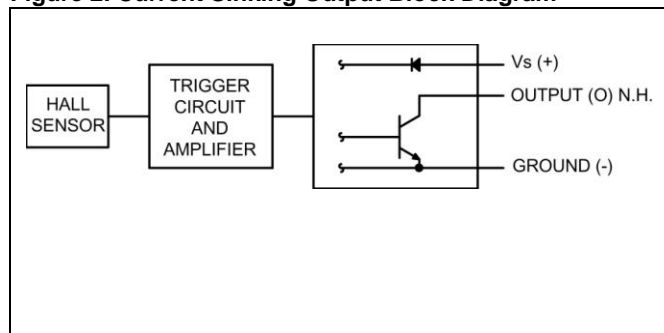 Figure 2. Current Sinking Output Block Diagram
HALL
SENSOR
TRIGGER
CIRCUIT
AND
AMPLIFIER
Vs (+)
OUTPUT (O) N.H.
GROUND (-)